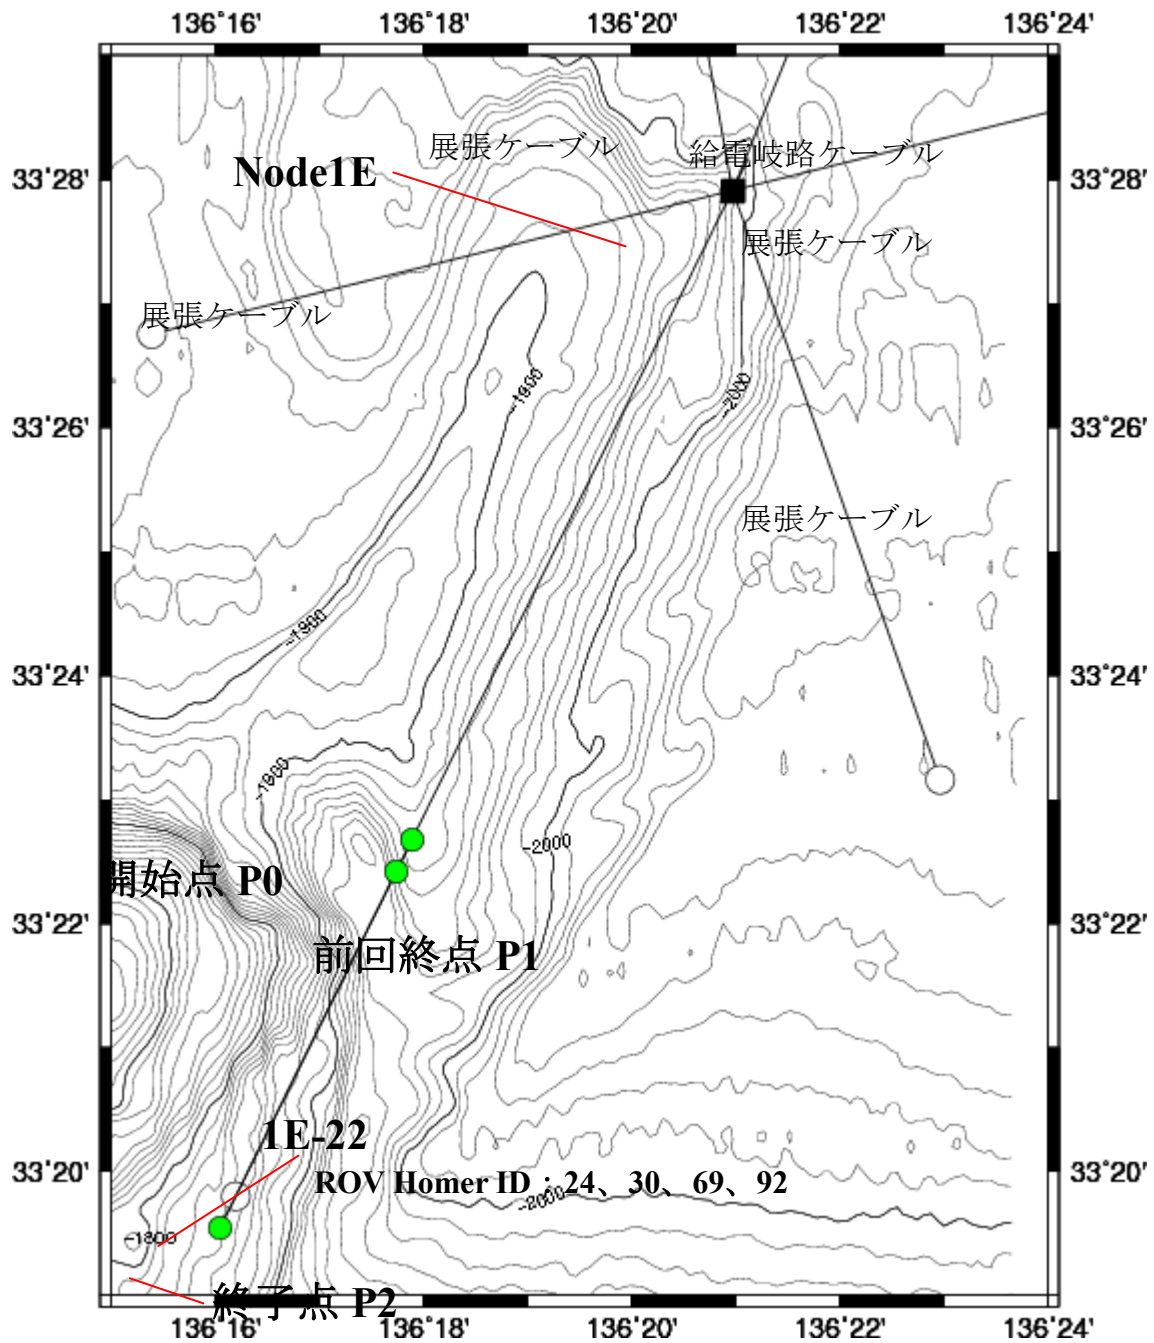 136°16' 136°18' 136°20' 136°22' 136°24'
展張ケーブル
給電岐路ケーブル
Node1E
33°28' 33°28'
展張ケーブル
展張ケーブル
-1900
-2000
33°26' 33°26'
展張ケーブル
-1900
33°24' 33°24'
-1900
-2000
開始点 P0
33°22' 33°22'
前回終点 P1
1E-22
33°20' 33°20'
ROV Homer ID：24、30、69、92
-2000
-1800
終了点 P2
136°16' 136°18' 136°20' 136°22' 136°24'